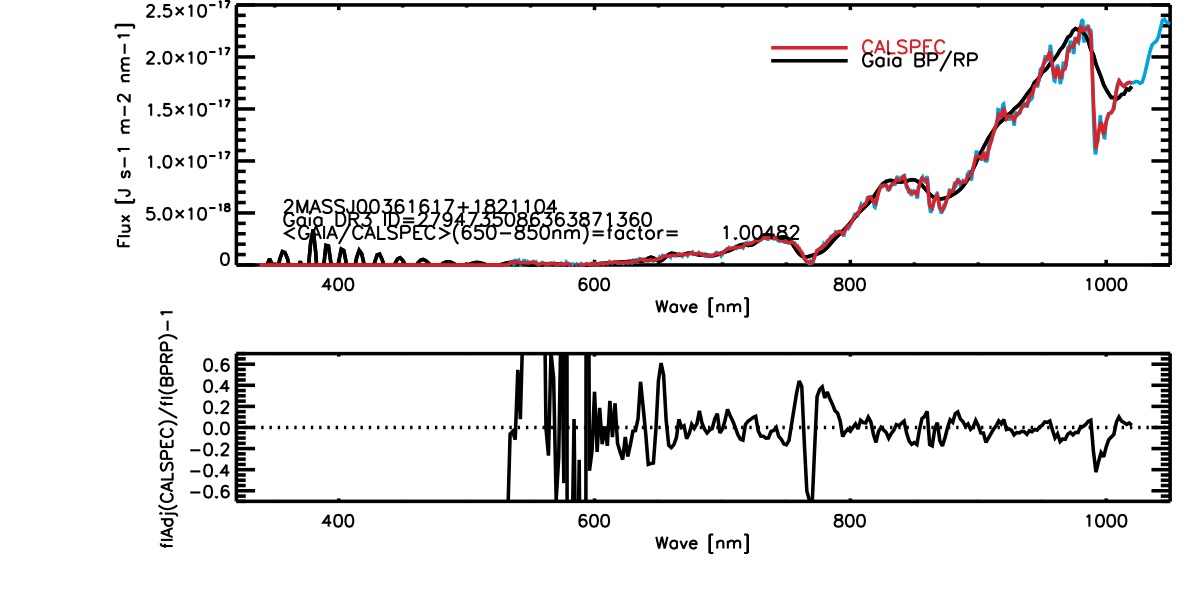 2.5×10−17
CALSPEC
2.0×10−17
Gaia BP/RP
1.5×10−17
1.0×10−17
5.0×10−18
0
Flux [J s−1 m−2 nm−1]
2MASSJ00361617+1821104
Gaia DR3 ID=2794735086363871360
<GAIA/CALSPEC>(650−850nm)=factor= 1.00482
400 600 800 1000
Wave [nm]
0.6
0.4
0.2
0.0
−0.2
−0.4
−0.6
flAdj(CALSPEC)/fl(BPRP)−1
400 600 800 1000
Wave [nm]